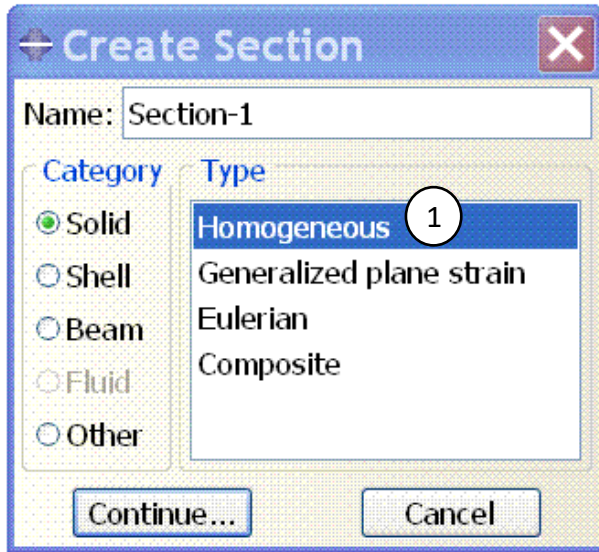 Create Section
Name: Section-1
Category
Type
Solid
Shell
Beam
Fluid
Other
Homogeneous 1
Generalized plane strain
Eulerian
Composite
Continue... Cancel